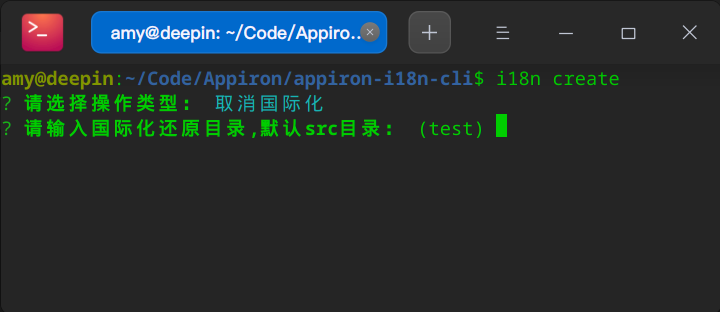 amy@deepin: ~/Code/Appiro..
amy@deepin:~/Code/Appiron/appiron-i18n-cli$ i18n create
? 请选择操作类型: 取消国际化
? 请输入国际化还原目录,默认src目录: (test)